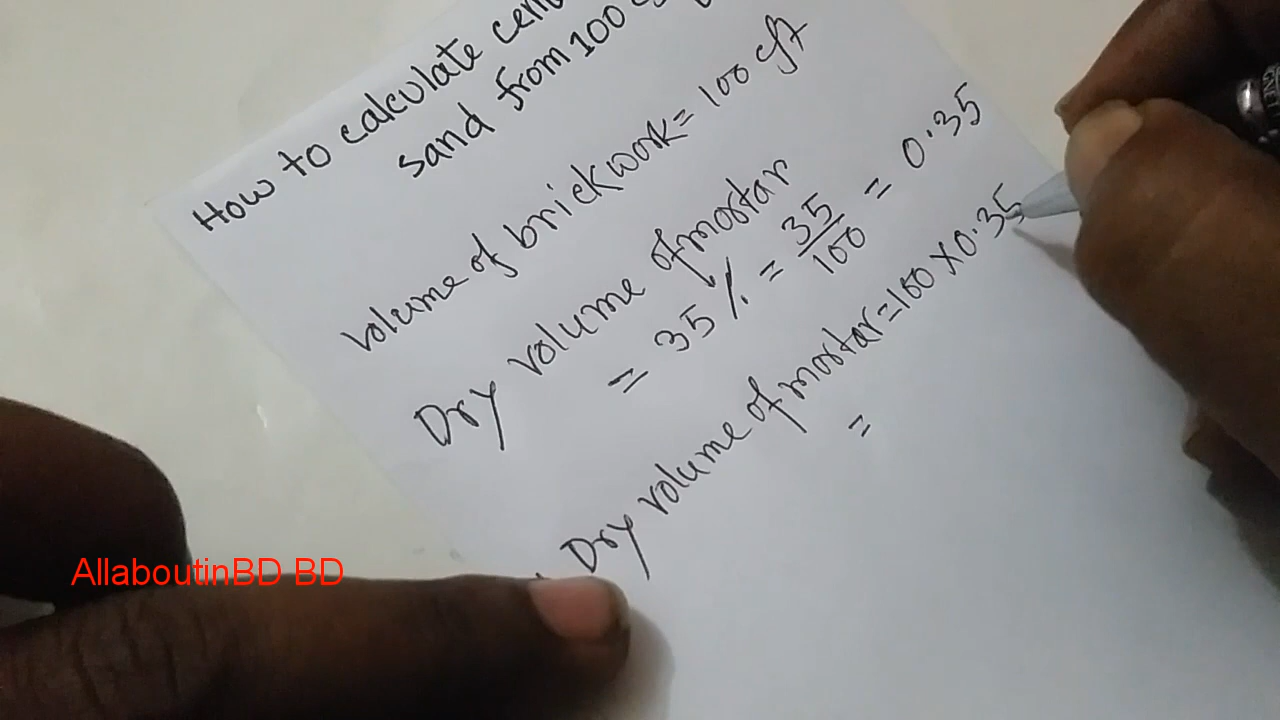 How to calculate
sand from 100
Volume of brickwork = 100 cft
Dry volume of mortar
= 35 % = 35/100 = 0.35
Dry volume of mortar = 100 X 0.35
=
AllaboutinBD BD